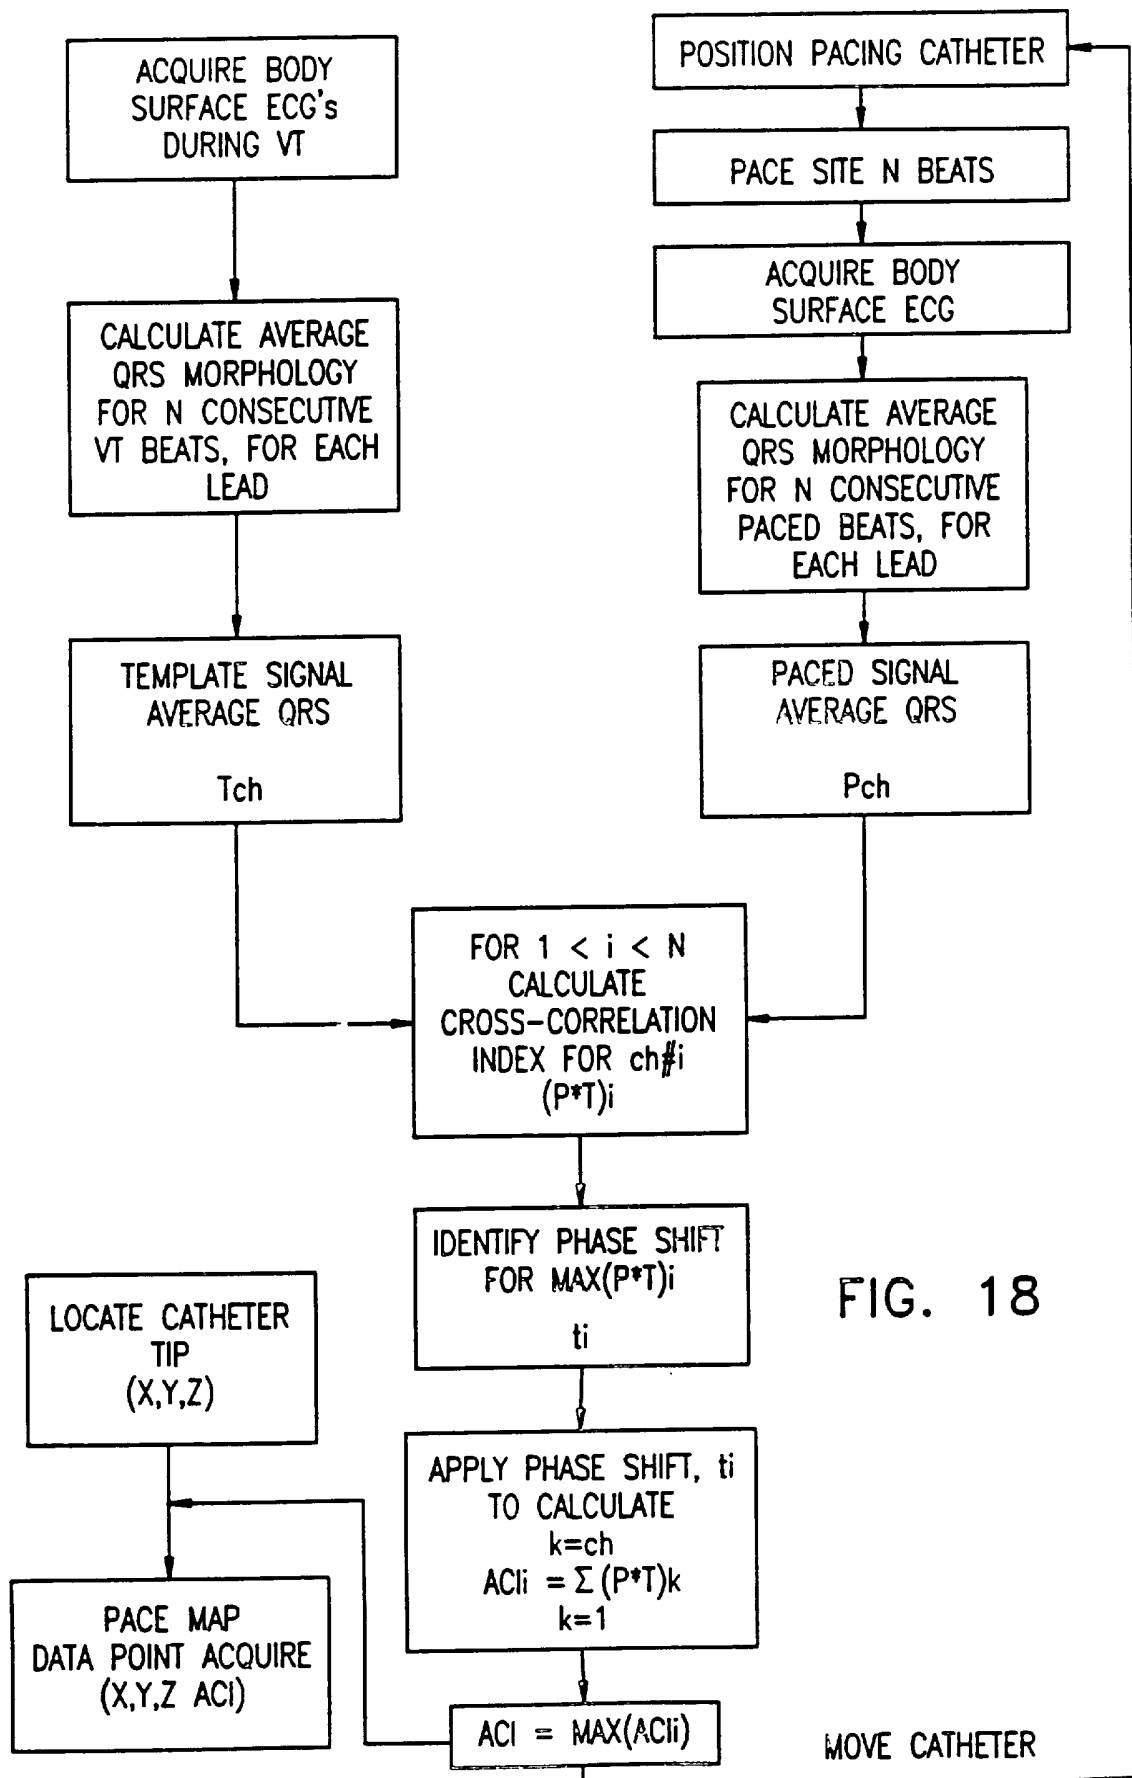 ACQUIRE BODY
SURFACE ECG's
DURING VT
CALCULATE AVERAGE
QRS MORPHOLOGY
FOR N CONSECUTIVE
VT BEATS, FOR EACH
LEAD
TEMPLATE SIGNAL
AVERAGE QRS
Tch
POSITION PACING CATHETER
PACE SITE N BEATS
ACQUIRE BODY
SURFACE ECG
CALCULATE AVERAGE
QRS MORPHOLOGY
FOR N CONSECUTIVE
PACED BEATS, FOR
EACH LEAD
PACED SIGNAL
AVERAGE QRS
Pch
FOR 1 < i < N
CALCULATE
CROSS-CORRELATION
INDEX FOR ch#i
(P*T)i
IDENTIFY PHASE SHIFT
FOR MAX(P*T)i
ti
FIG. 18
LOCATE CATHETER
TIP
(X,Y,Z)
APPLY PHASE SHIFT, ti
TO CALCULATE
k=ch
ACIi = Σ (P*T)k
k=1
PACE MAP
DATA POINT ACQUIRE
(X,Y,Z ACI)
ACI = MAX(ACIi)
MOVE CATHETER